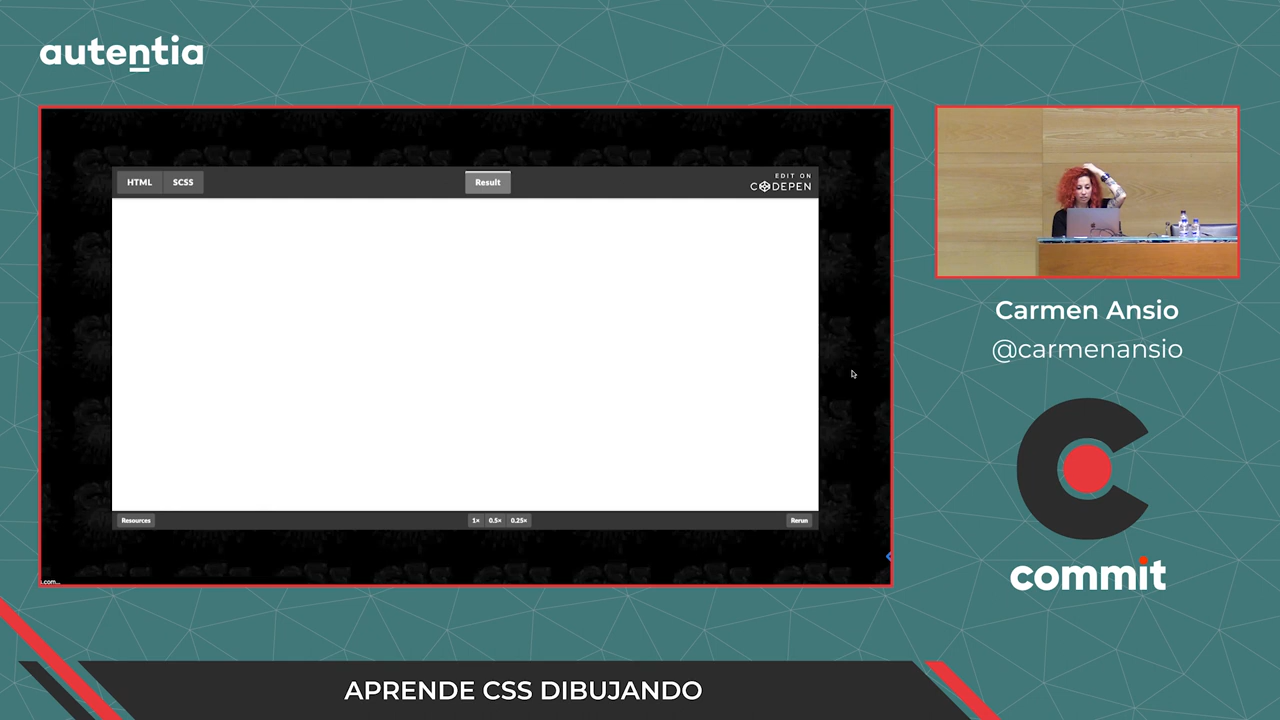 autentia
HTML
SCSS
Result
EDIT ON
CODEPEN
Resources
1×
0.5×
0.25×
Rerun
.com...
Carmen Ansio
@carmenansio
commit
APRENDE CSS DIBUJANDO